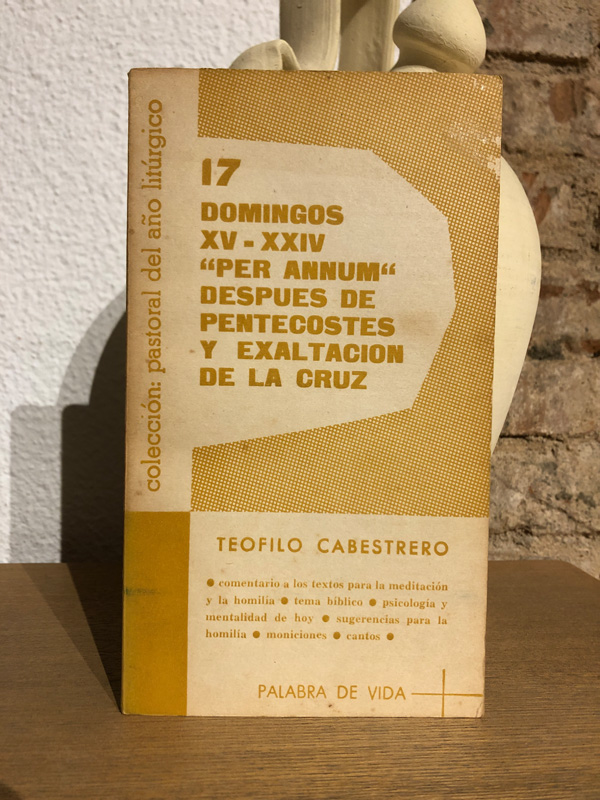 colección: pastoral del año litúrgico
1-7
DOMINGOS
XV - XXIV
“PER ANNUM“
DESPUES DE
PENTECOSTES
Y EXALTACION
DE LA CRUZ
TEOFILO CABESTRERO
● comentario a los textos para la meditación
y la homilía ● tema bíblico ● psicología y
mentalidad de hoy ● sugerencias para la
homilía ● moniciones ● cantos ●
PALABRA DE VIDA